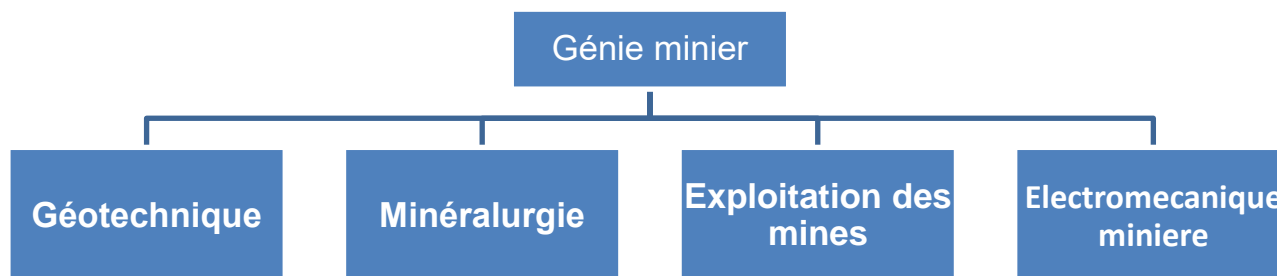 Génie minier
Géotechnique
Minéralurgie
Exploitation des
mines
Electromecanique
miniere